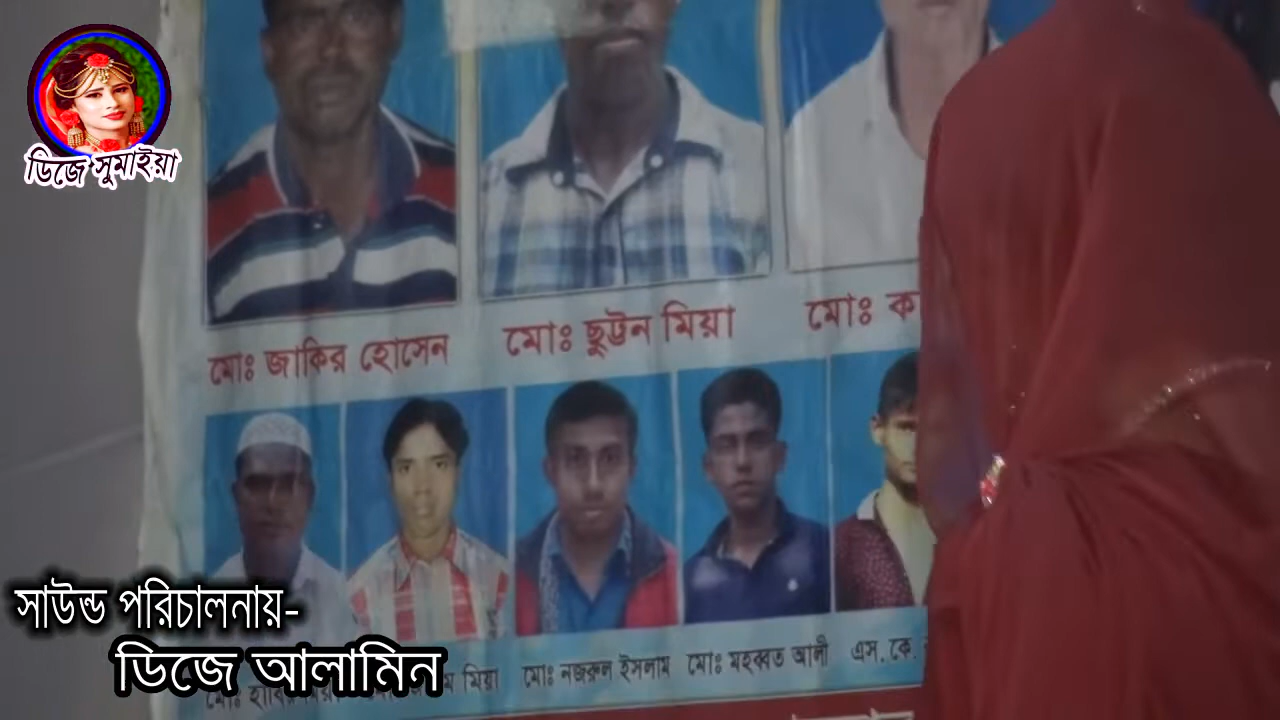 ডিজে সুমাইয়া
মোঃ জাকির হোসেন
মোঃ ছুট্টন মিয়া
মোঃ ক
মোঃ
মিয়া
মোঃ নজরুল ইসলাম
মোঃ মহব্বত আলী
এস. কে.
সাউন্ড পরিচালনায়-
ডিজে আলামিন